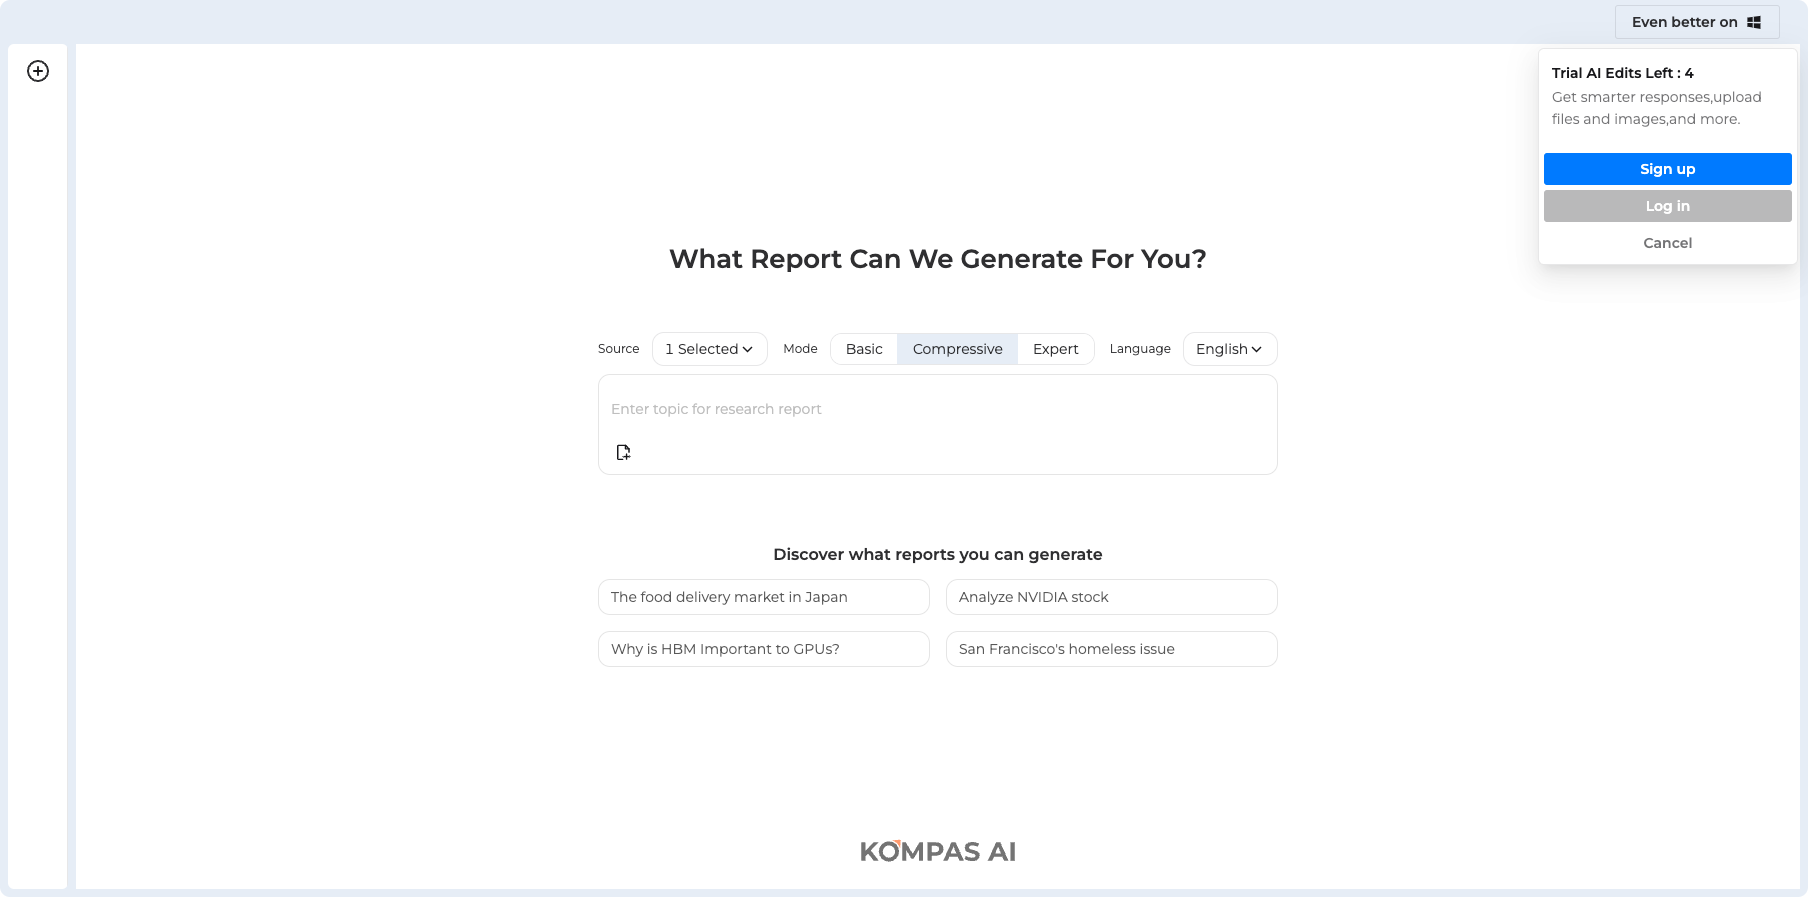 Even better on
Trial AI Edits Left : 4
Get smarter responses,upload
files and images,and more.
Sign up
Log in
Cancel
What Report Can We Generate For You?
Source 1 Selected Mode Basic Compressive Expert Language English
Enter topic for research report
Discover what reports you can generate
The food delivery market in Japan Analyze NVIDIA stock
Why is HBM Important to GPUs? San Francisco's homeless issue
KOMPAS AI